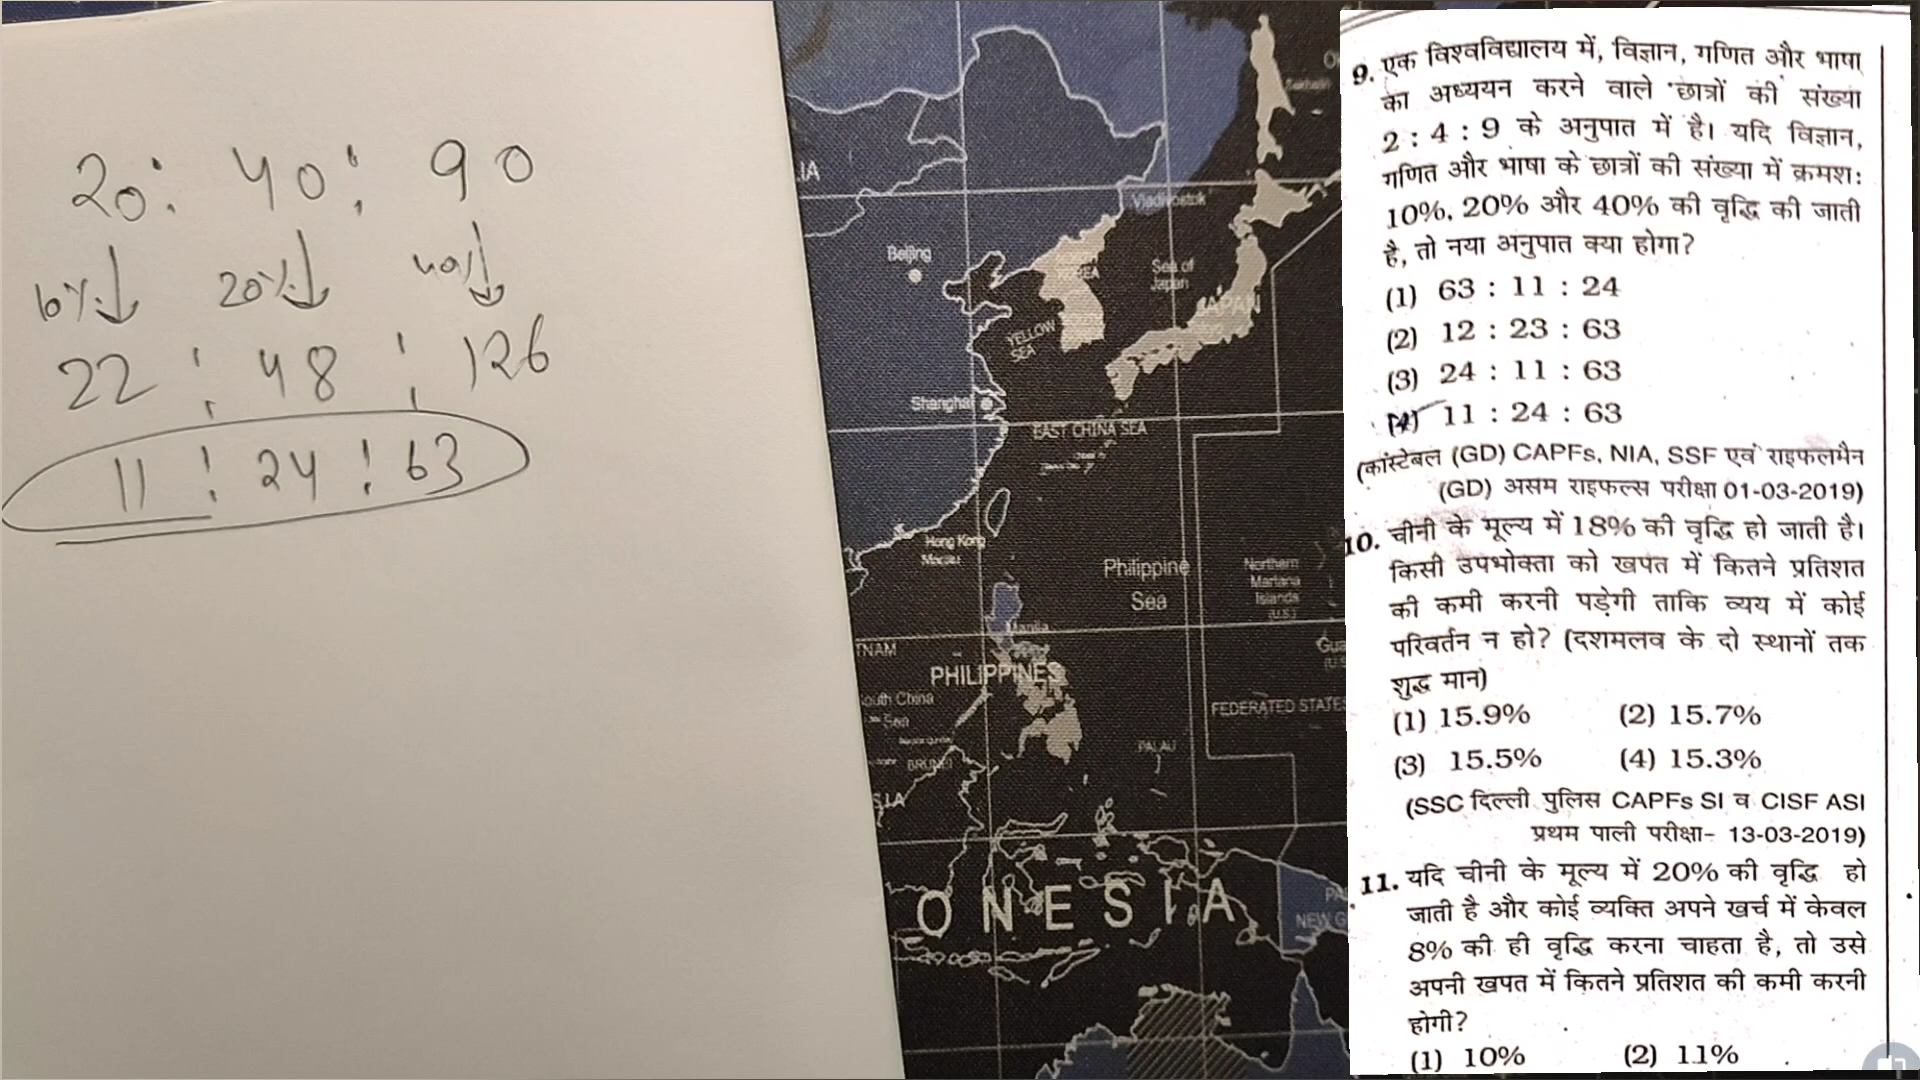 20 : 40 : 90
10% 20% 40%
22 : 48 : 126
11 : 24 : 63
Beijing
Vladivostok
Sea of
Japan
JAPAN
YELLOW
SEA
Shanghai
EAST CHINA SEA
Hong Kong
Macau
Philippine
Sea
Northern
Mariana
Islands
(U.S.)
Manila
PHILIPPINES
South China
Sea
FEDERATED STATES
PALAU
BRUNEI
ONESIA
NEW G
9. एक विश्वविद्यालय में, विज्ञान, गणित और भाषा
का अध्ययन करने वाले छात्रों की संख्या
2 : 4 : 9 के अनुपात में है। यदि विज्ञान,
गणित और भाषा के छात्रों की संख्या में क्रमश:
10%, 20% और 40% की वृद्धि की जाती
है, तो नया अनुपात क्या होगा?
(1) 63 : 11 : 24
(2) 12 : 23 : 63
(3) 24 : 11 : 63
(4) 11 : 24 : 63
(कांस्टेबल (GD) CAPFs, NIA, SSF एवं राइफलमैन
(GD) असम राइफल्स परीक्षा 01-03-2019)
10. चीनी के मूल्य में 18% की वृद्धि हो जाती है।
किसी उपभोक्ता को खपत में कितने प्रतिशत
की कमी करनी पड़ेगी ताकि व्यय में कोई
परिवर्तन न हो? (दशमलव के दो स्थानों तक
शुद्ध मान)
(1) 15.9% (2) 15.7%
(3) 15.5% (4) 15.3%
(SSC दिल्ली पुलिस CAPFs SI व CISF ASI
प्रथम पाली परीक्षा- 13-03-2019)
11. यदि चीनी के मूल्य में 20% की वृद्धि हो
जाती है और कोई व्यक्ति अपने खर्च में केवल
8% की ही वृद्धि करना चाहता है, तो उसे
अपनी खपत में कितने प्रतिशत की कमी करनी
होगी?
(1) 10% (2) 11%